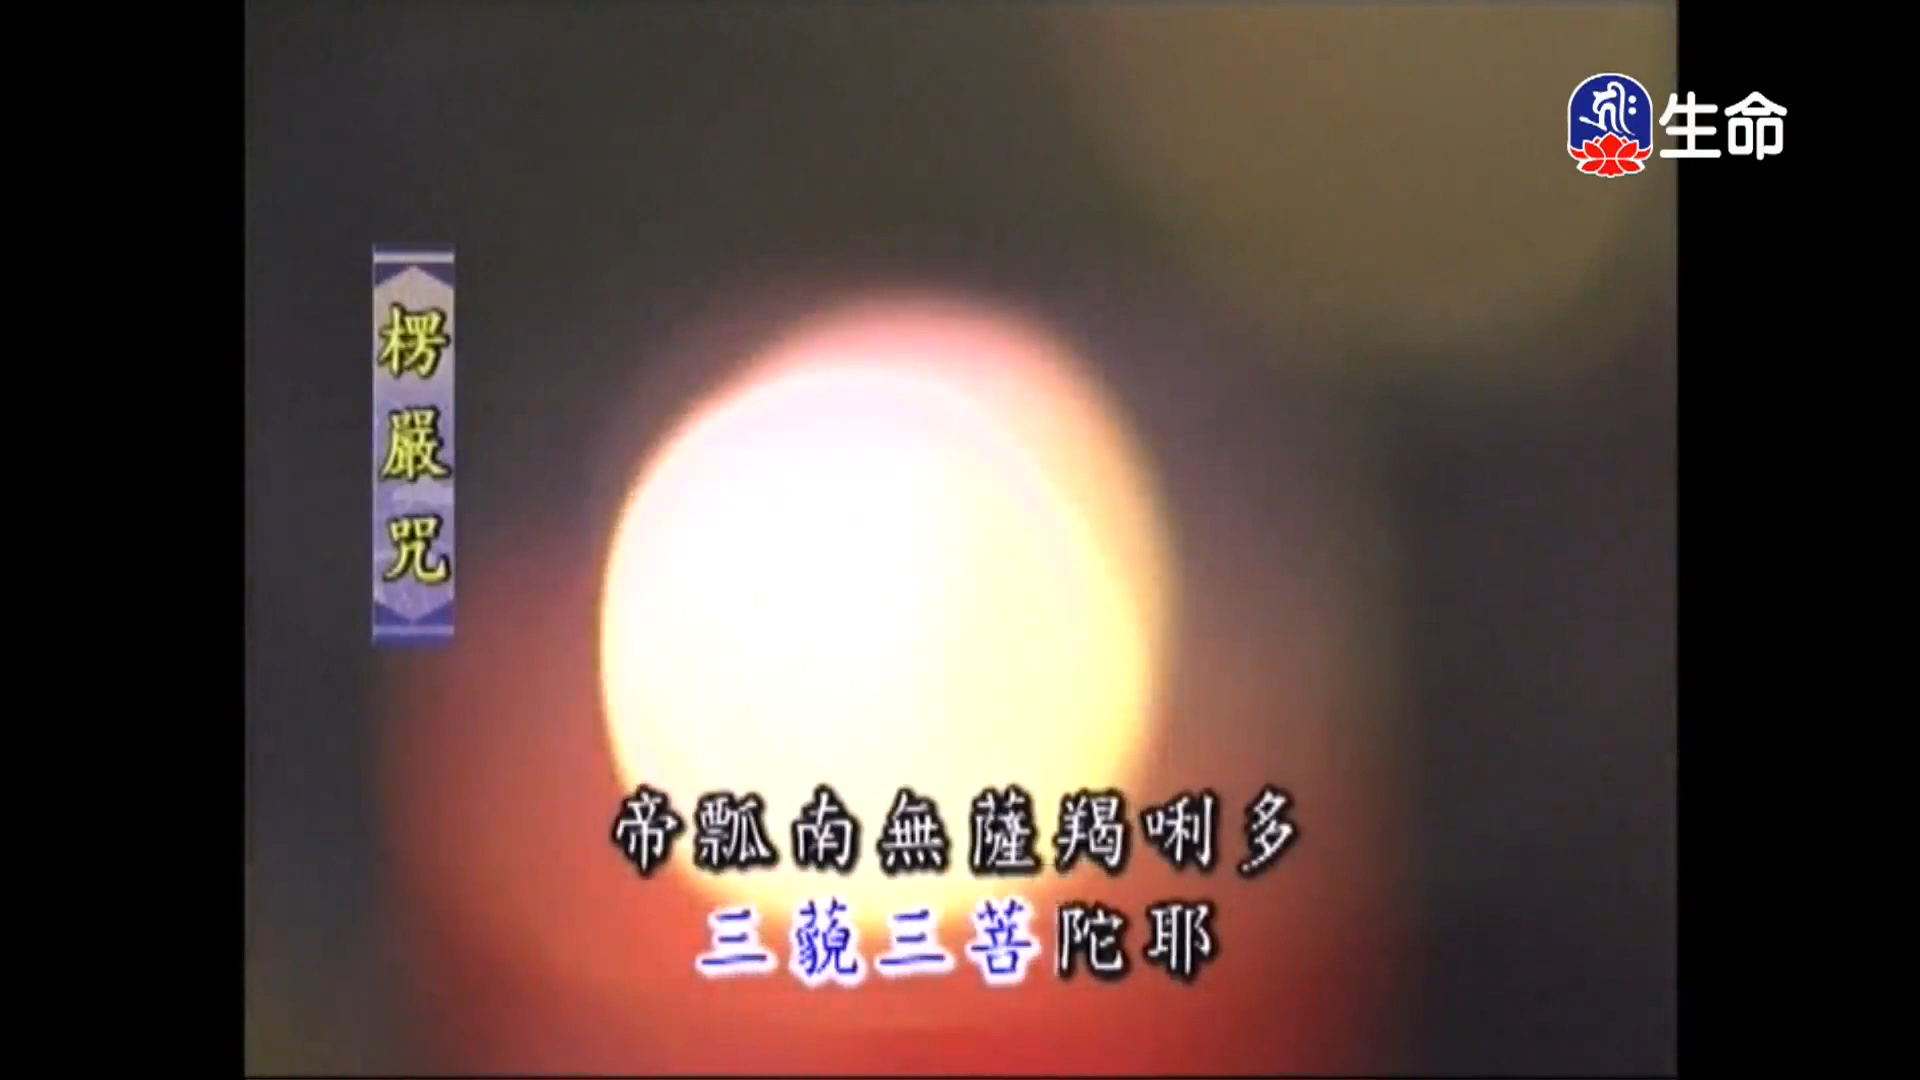 生命
楞嚴咒
帝瓢南無薩羯唎多
三藐三菩陀耶